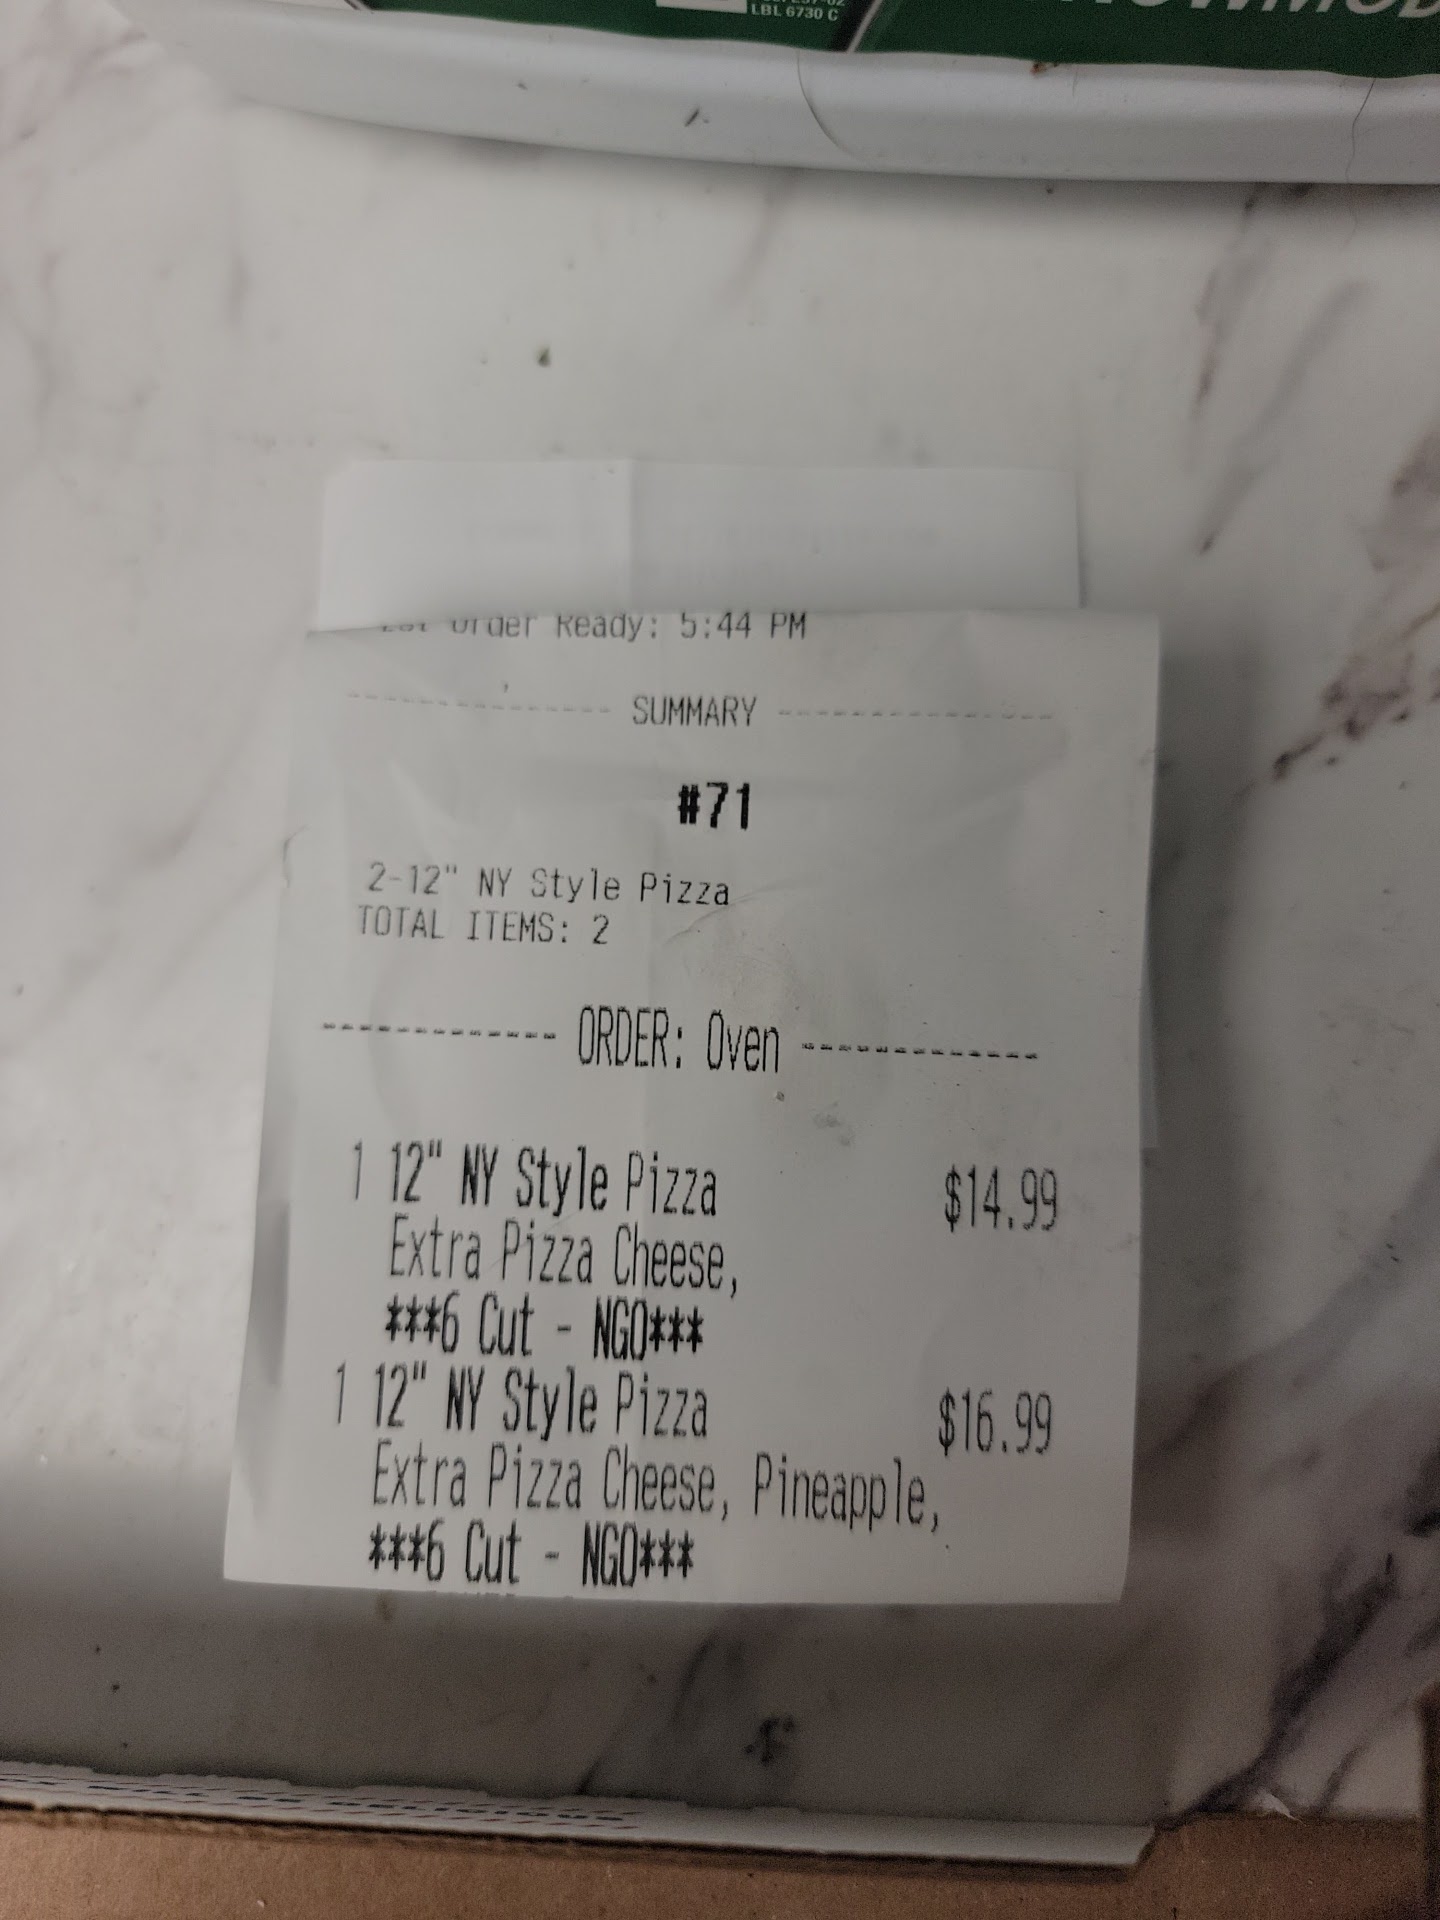 LBL 6730 C
Order Ready: 5:44 PM
------------- SUMMARY -------------
#71
2-12" NY Style Pizza
TOTAL ITEMS: 2
------------- ORDER: Oven -------------
1 12" NY Style Pizza $14.99
Extra Pizza Cheese,
***6 Cut - NGO***
1 12" NY Style Pizza $16.99
Extra Pizza Cheese, Pineapple,
***6 Cut - NGO***